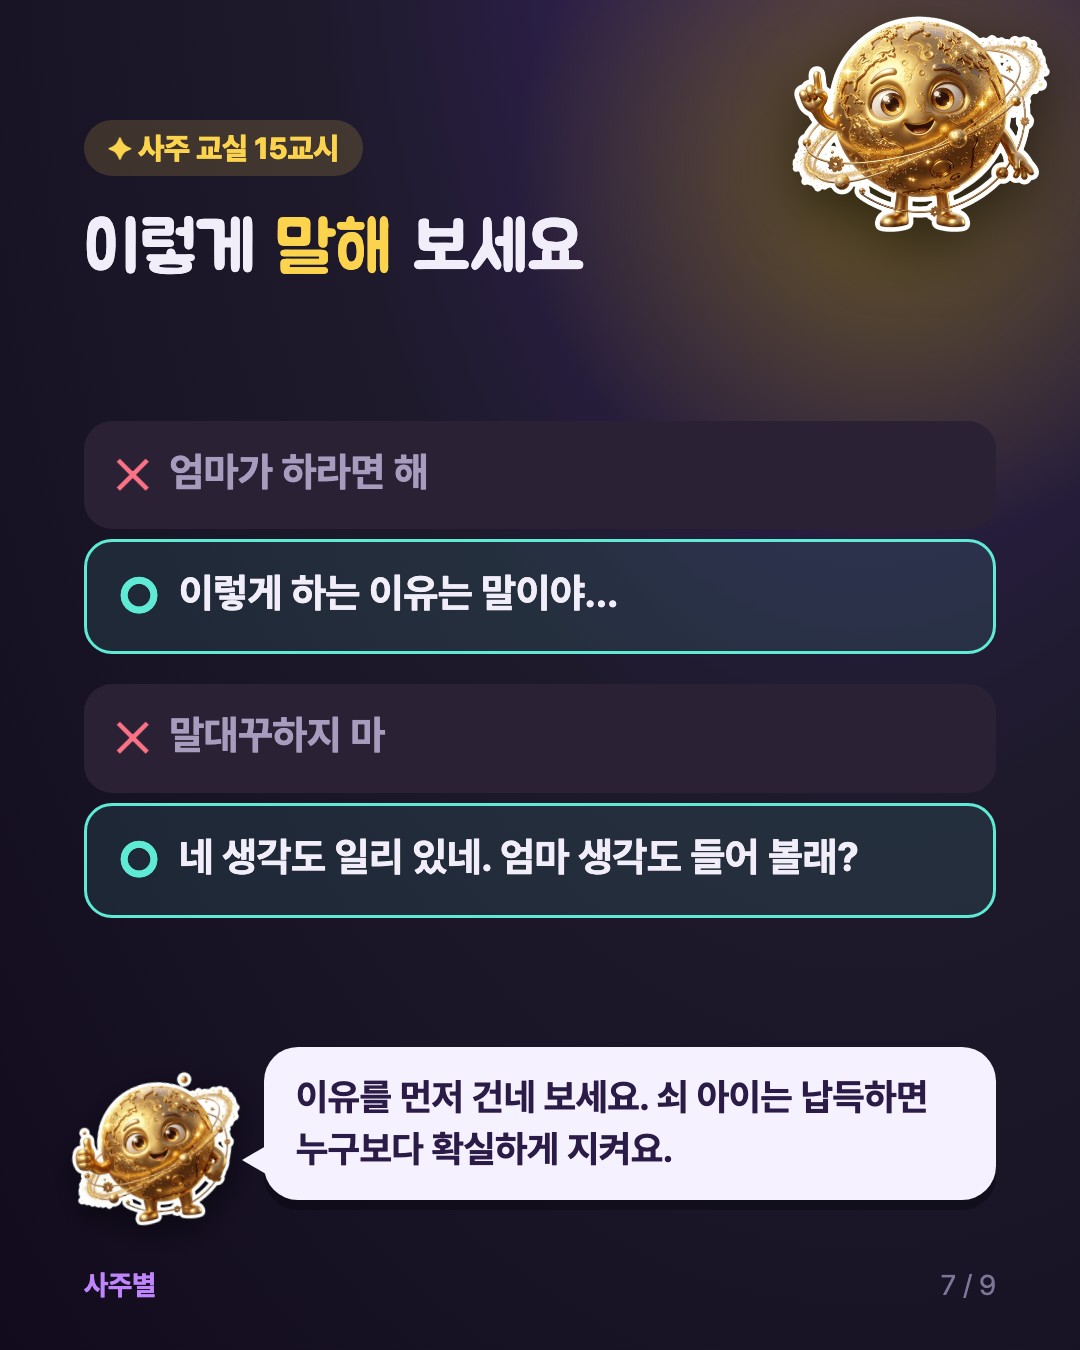 ✦ 사주 교실 15교시
이렇게 말해 보세요
엄마가 하라면 해
이렇게 하는 이유는 말이야...
말대꾸하지 마
네 생각도 일리 있네. 엄마 생각도 들어 볼래?
이유를 먼저 건네 보세요. 쇠 아이는 납득하면
누구보다 확실하게 지켜요.
사주별
7 / 9